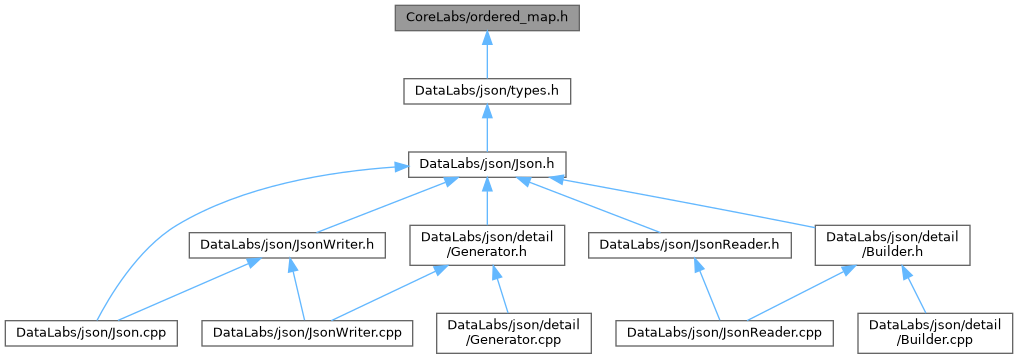 CoreLabs/ordered_map.h
DataLabs/json/types.h
DataLabs/json/Json.h
DataLabs/json/JsonWriter.h
DataLabs/json/detail
/Generator.h
DataLabs/json/JsonReader.h
DataLabs/json/detail
/Builder.h
DataLabs/json/Json.cpp
DataLabs/json/JsonWriter.cpp
DataLabs/json/detail
/Generator.cpp
DataLabs/json/JsonReader.cpp
DataLabs/json/detail
/Builder.cpp